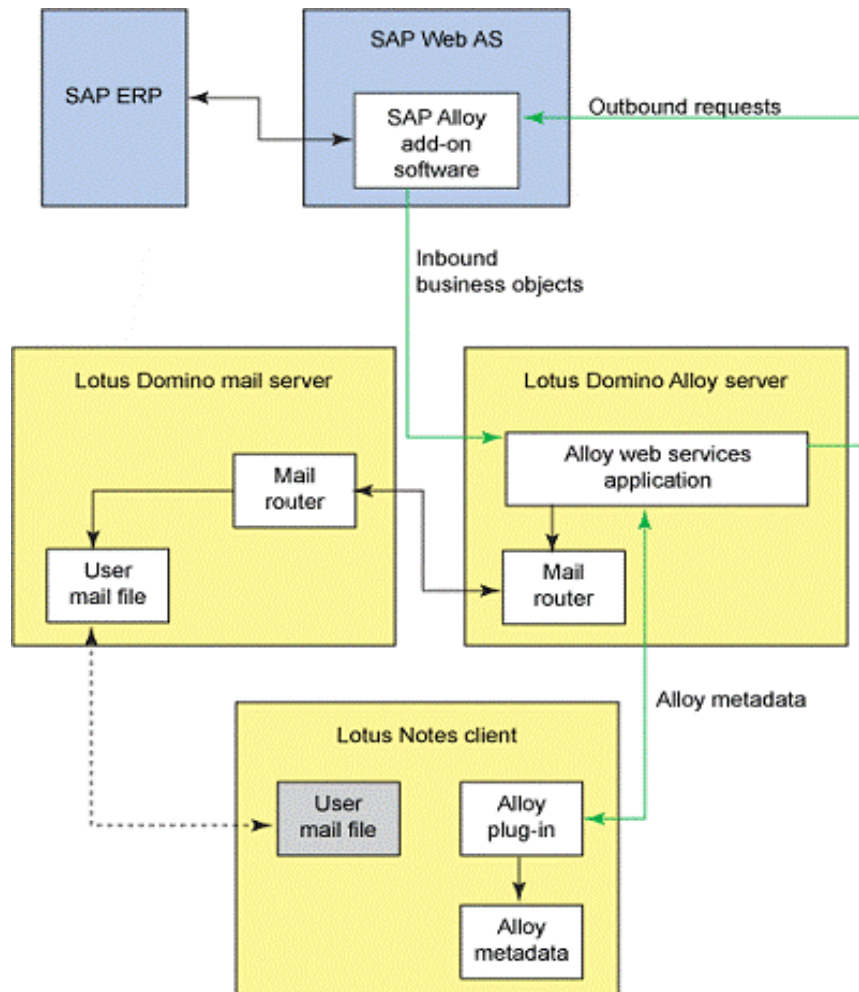 SAP Web AS
SAP ERP
SAP Alloy
add-on
software
Outbound requests
Inbound
business objects
Lotus Domino mail server
Mail
router
User
mail file
Lotus Domino Alloy server
Alloy web services
application
Mail
router
Alloy metadata
Lotus Notes client
User
mail file
Alloy
plug-in
Alloy
metadata